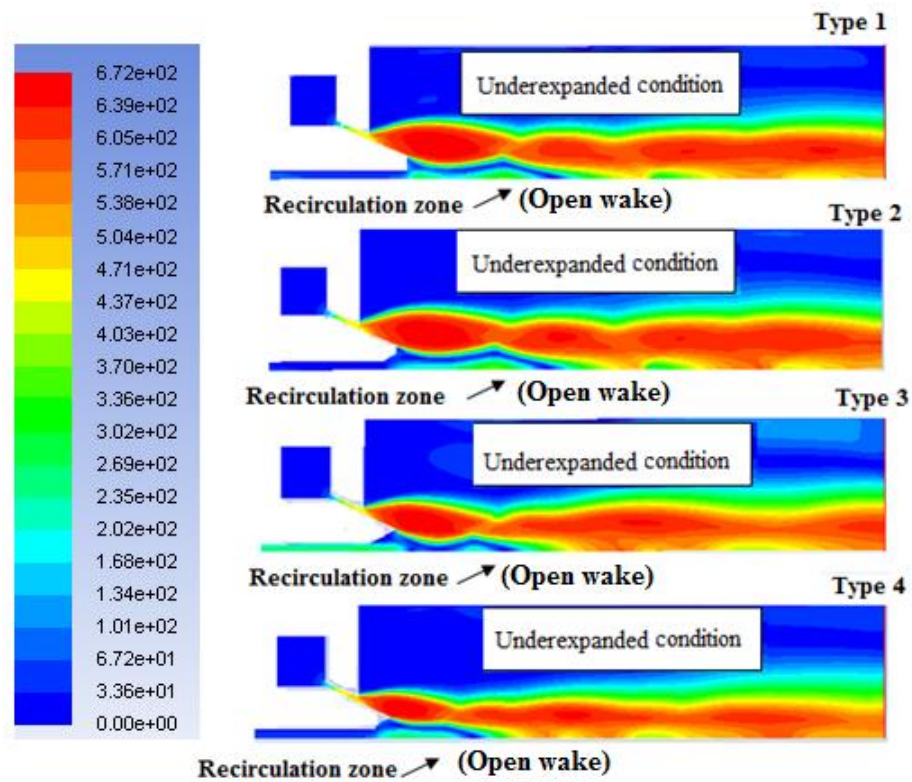 Type 1
6.72e+02
6.39e+02
6.05e+02
5.71e+02
5.38e+02
5.04e+02
4.71e+02
4.37e+02
4.03e+02
3.70e+02
3.36e+02
3.02e+02
2.69e+02
2.35e+02
2.02e+02
1.68e+02
1.34e+02
1.01e+02
6.72e+01
3.36e+01
0.00e+00
Underexpanded condition
Recirculation zone (Open wake)
Type 2
Underexpanded condition
Recirculation zone (Open wake)
Type 3
Underexpanded condition
Recirculation zone (Open wake)
Type 4
Underexpanded condition
Recirculation zone (Open wake)